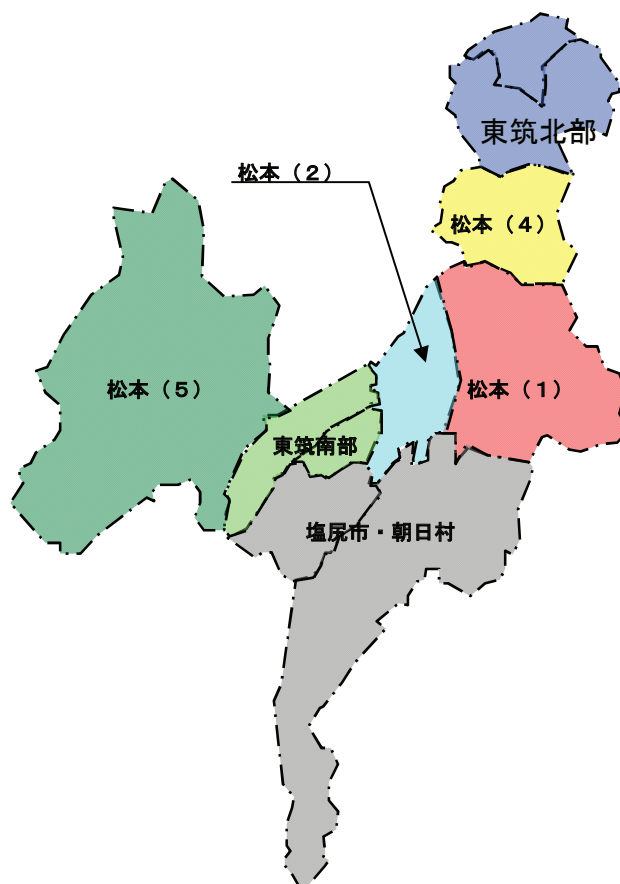 東筑北部
松本（２）
松本（４）
松本（５）
松本（１）
東筑南部
塩尻市・朝日村